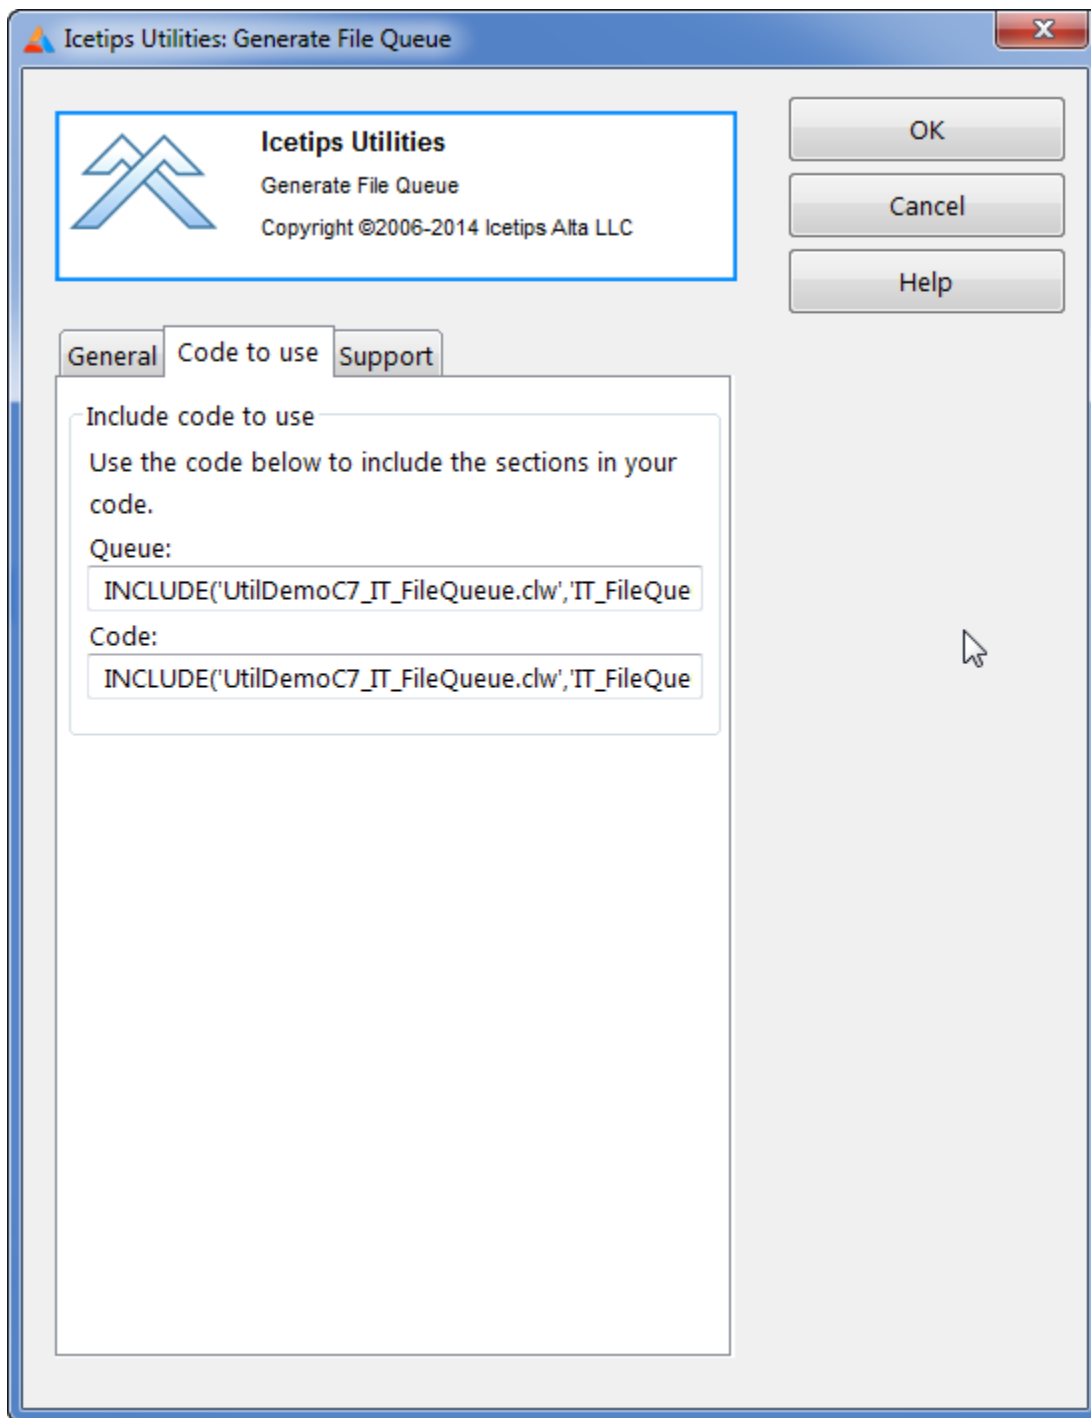 Icetips Utilities: Generate File Queue
Icetips Utilities
Generate File Queue
Copyright ©2006-2014 Icetips Alta LLC
OK
Cancel
Help
General
Code to use
Support
Include code to use
Use the code below to include the sections in your
code.
Queue:
INCLUDE('UtilDemoC7_IT_FileQueue.clw','IT_FileQue
Code:
INCLUDE('UtilDemoC7_IT_FileQueue.clw','IT_FileQue